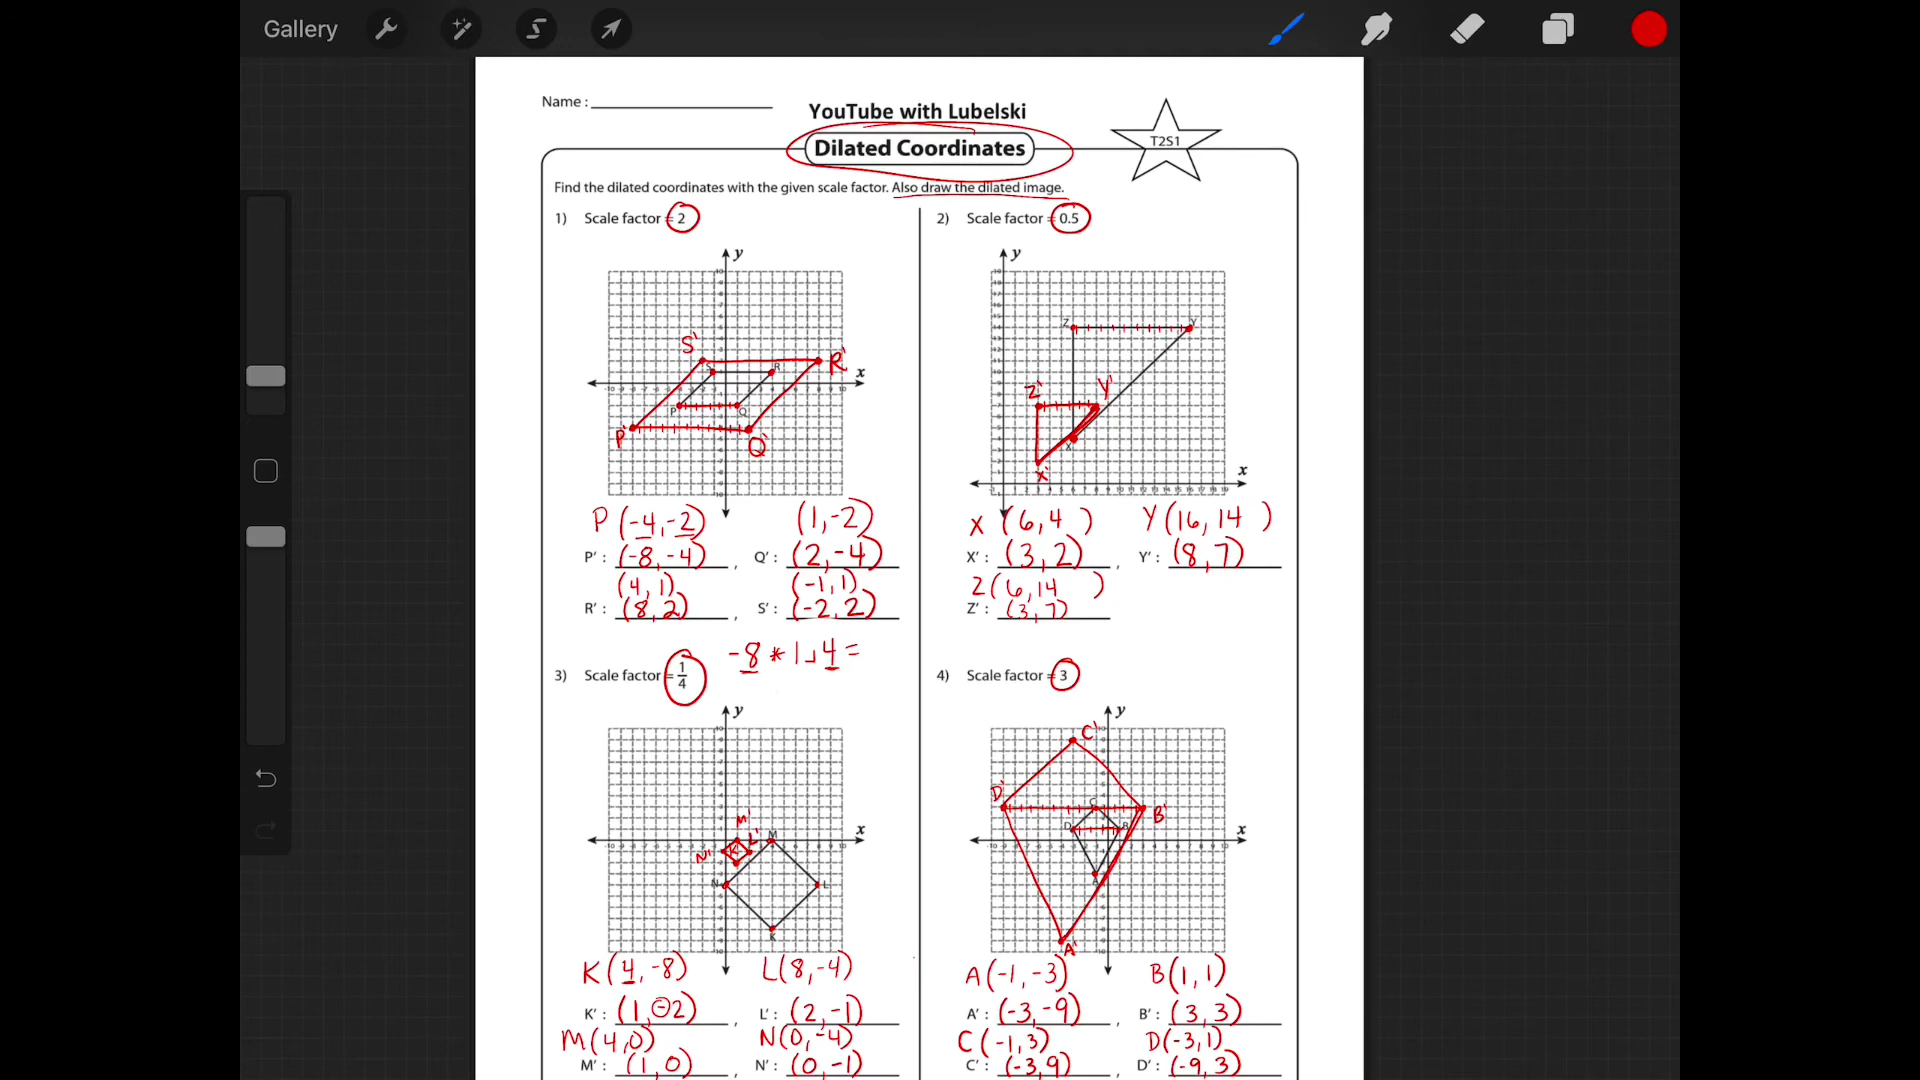 Gallery
Name :
YouTube with Lubelski
Dilated Coordinates
T2S1
Find the dilated coordinates with the given scale factor. Also draw the dilated image.
1) Scale factor = 2
y
x
S' R' P' Q'
S R P Q
P (-4, -2) (1, -2)
P' : (-8, -4) , Q' : (2, -4)
(4, 1) (-1, 1)
R' : (8, 2) , S' : (-2, 2)
2) Scale factor = 0.5
y
x
Z Y
Z' Y'
X
X'
X (6, 4 ) Y (16, 14 )
X' : (3, 2) , Y' : (8, 7)
Z (6, 14 )
Z' : (3, 7)
-8 * 1 4 =
3) Scale factor = 1/4
y
x
M' L' M
N' K'
N L
K
K (4, -8) L (8, -4)
K' : (1, -2) , L' : (2, -1)
M (4, 0) N (0, -4)
M' : (1, 0) N' : (0, -1)
4) Scale factor = 3
y
x
C'
D' C B'
D B
A
A'
A (-1, -3) B (1, 1)
A' : (-3, -9) , B' : (3, 3)
C (-1, 3) D (-3, 1)
C' : (-3, 9) D' : (-9, 3)